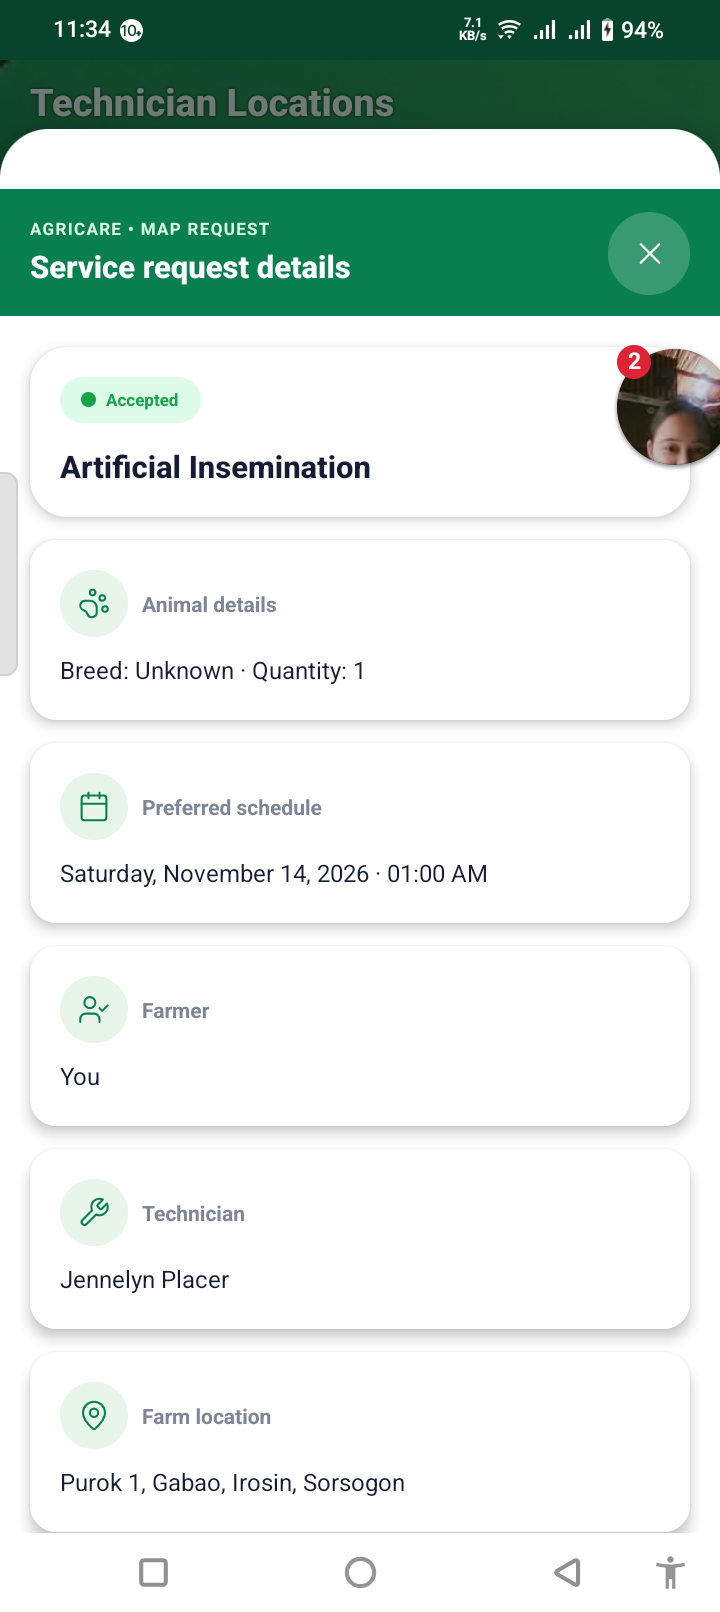 11:34
10+
7.1
KB/s
94%
Technician Locations
AGRICARE • MAP REQUEST
Service request details
2
Accepted
Artificial Insemination
Animal details
Breed: Unknown · Quantity: 1
Preferred schedule
Saturday, November 14, 2026 · 01:00 AM
Farmer
You
Technician
Jennelyn Placer
Farm location
Purok 1, Gabao, Irosin, Sorsogon